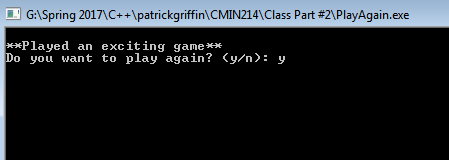 G:\Spring 2017\C++\patrickgriffin\CMIN214\Class Part #2\PlayAgain.exe
**Played an exciting game**
Do you want to play again? (y/n): y